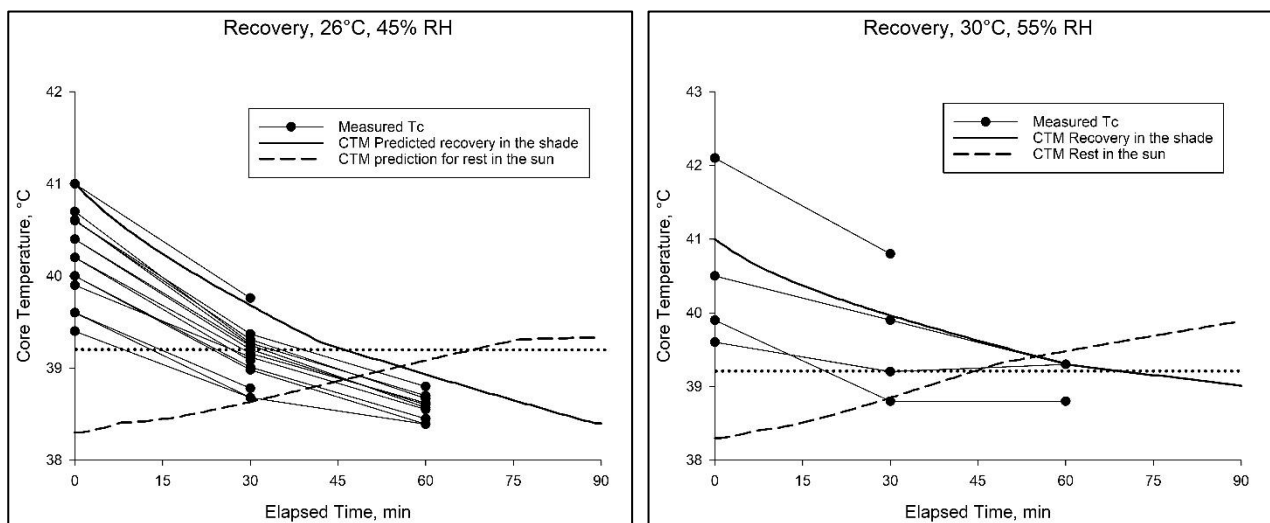 Recovery, 26°C, 45% RH
42
41
40
39
38
Core Temperature, °C
Measured Tc
CTM Predicted recovery in the shade
CTM prediction for rest in the sun
0 15 30 45 60 75 90
Elapsed Time, min
Recovery, 30°C, 55% RH
43
42
41
40
39
38
Core Temperature, °C
Measured Tc
CTM Recovery in the shade
CTM Rest in the sun
0 15 30 45 60 75 90
Elapsed Time, min